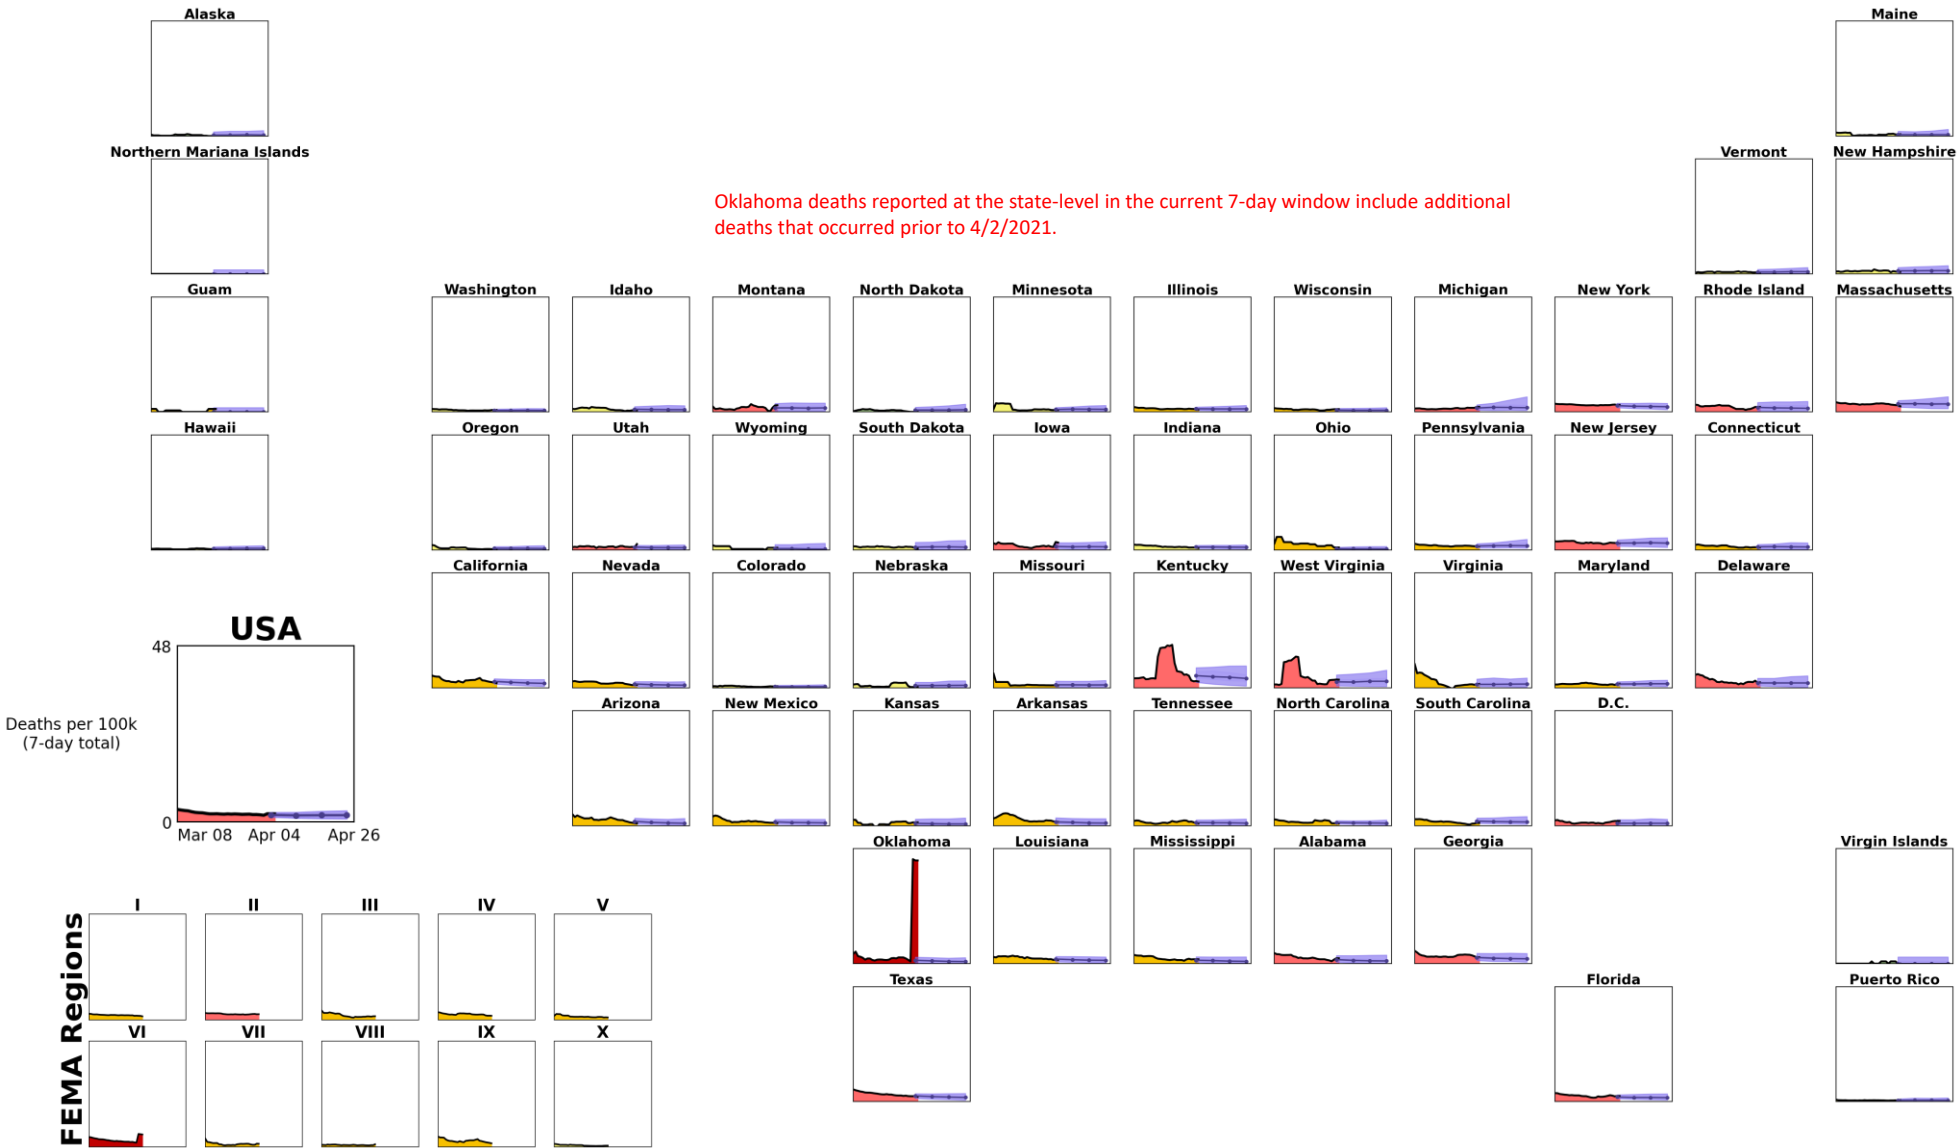 Alaska
Maine
Northern Mariana Islands
Vermont
New Hampshire
Oklahoma deaths reported at the state-level in the current 7-day window include additional
deaths that occurred prior to 4/2/2021.
Guam
Washington
Idaho
Montana
North Dakota
Minnesota
Illinois
Wisconsin
Michigan
New York
Rhode Island
Massachusetts
Hawaii
Oregon
Utah
Wyoming
South Dakota
Iowa
Indiana
Ohio
Pennsylvania
New Jersey
Connecticut
California
Nevada
Colorado
Nebraska
Missouri
Kentucky
West Virginia
Virginia
Maryland
Delaware
USA
48
Deaths per 100k
(7-day total)
0
Mar 08
Apr 04
Apr 26
Arizona
New Mexico
Kansas
Arkansas
Tennessee
North Carolina
South Carolina
D.C.
Oklahoma
Louisiana
Mississippi
Alabama
Georgia
Virgin Islands
Texas
Florida
Puerto Rico
FEMA Regions
I
II
III
IV
V
VI
VII
VIII
IX
X